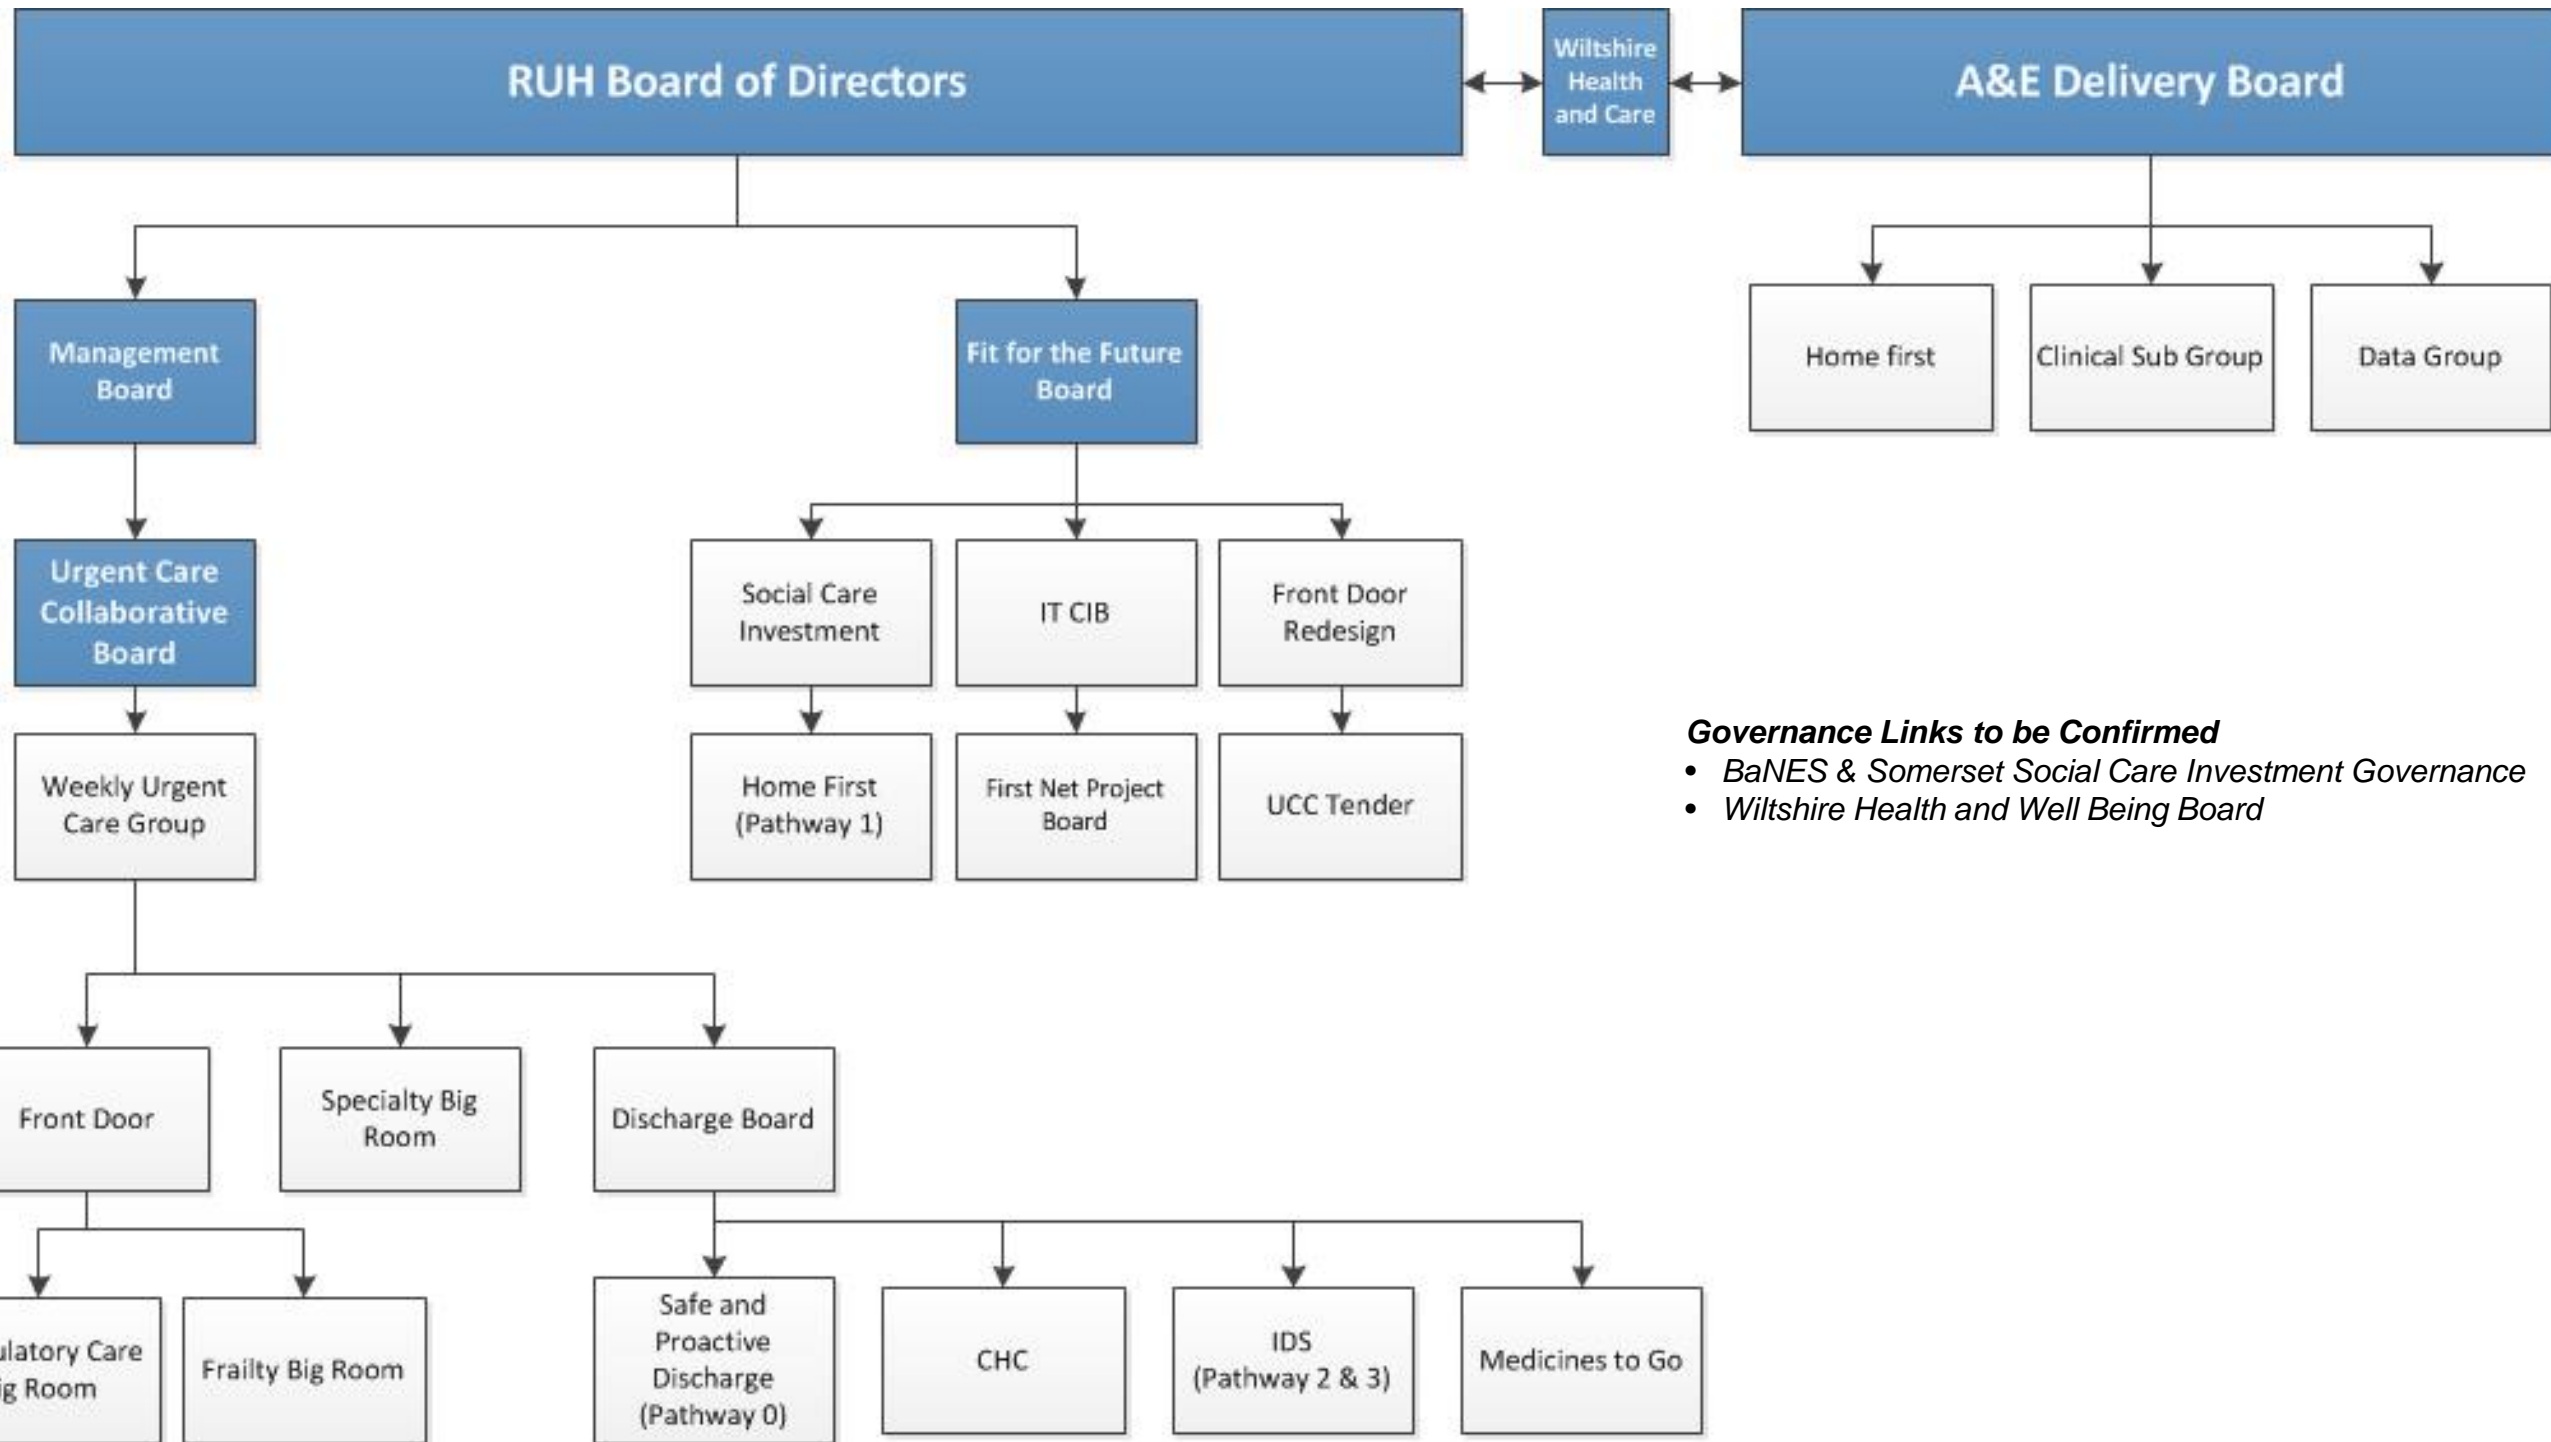 RUH Board of Directors
Wiltshire
Health
and Care
A&E Delivery Board
Management
Board
Fit for the Future
Board
Home first
Clinical Sub Group
Data Group
Urgent Care
Collaborative
Board
Social Care
Investment
IT CIB
Front Door
Redesign
Weekly Urgent
Care Group
Home First
(Pathway 1)
First Net Project
Board
UCC Tender
Governance Links to be Confirmed
• BaNES & Somerset Social Care Investment Governance
• Wiltshire Health and Well Being Board
Front Door
Specialty Big
Room
Discharge Board
ulatory Care
ig Room
Frailty Big Room
Safe and
Proactive
Discharge
(Pathway 0)
CHC
IDS
(Pathway 2 & 3)
Medicines to Go